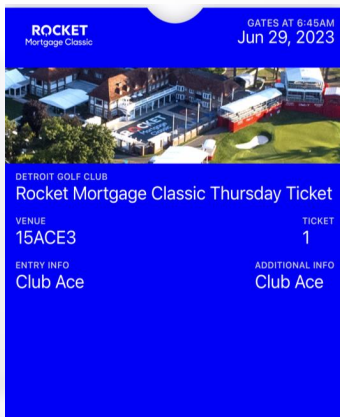 ROCKET
Mortgage Classic
GATES AT 6:45AM
Jun 29, 2023
ROCKET
DETROIT GOLF CLUB
Rocket Mortgage Classic Thursday Ticket
VENUE
TICKET
15ACE3
1
ENTRY INFO
ADDITIONAL INFO
Club Ace
Club Ace